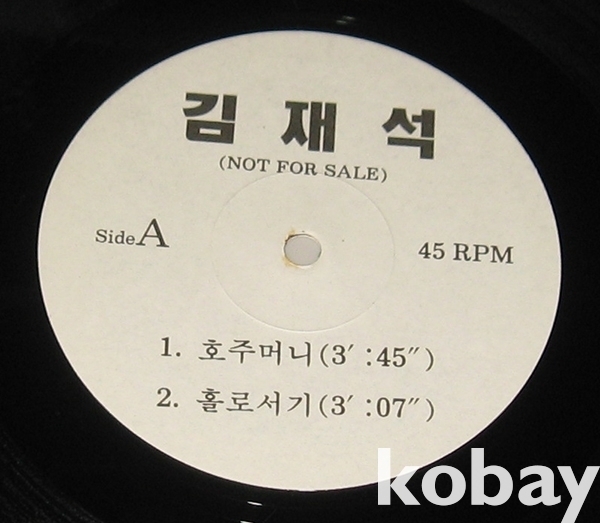 김 재 석
(NOT FOR SALE)
Side A
45 RPM
1. 호주머니(3′ :45″)
2. 홀로서기(3′ :07″)
kobay